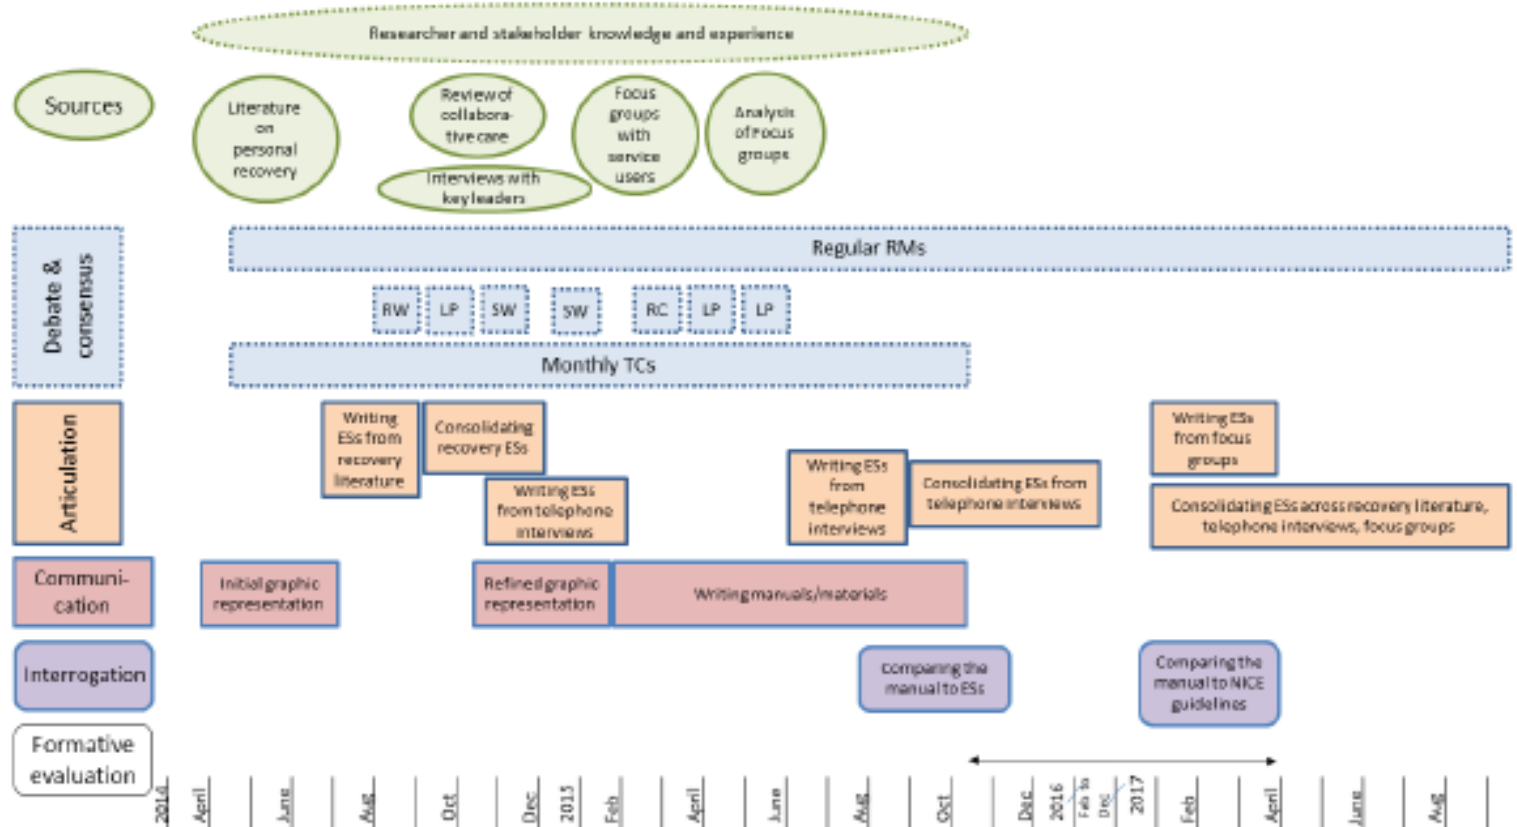 Researcher and stakeholder knowledge and experience
Sources
Literature
on
personal
recovery
Review of
collabora-
tive care
Interviews with
key leaders
Focus
groups
with
service
users
Analysis
of Focus
groups
Debate &
consensus
Regular RMs
RW
LP
SW
SW
RC
LP
LP
Monthly TCs
Articulation
Writing
ESs from
recovery
literature
Consolidating
recovery ESs
Writing ESs
from telephone
interviews
Writing ESs
from
telephone
interviews
Consolidating ESs from
telephone interviews
Writing ESs
from focus
groups
Consolidating ESs across recovery literature,
telephone interviews, focus groups
Communi-
cation
Initial graphic
representation
Refined graphic
representation
Writing manuals/materials
Interrogation
Comparing the
manual to ESs
Comparing the
manual to NICE
guidelines
Formative
evaluation
2014
April
June
Aug
Oct
Dec
2015
Feb
April
June
Aug
Oct
Dec
2016
Feb to
Dec
2017
Feb
April
June
Aug